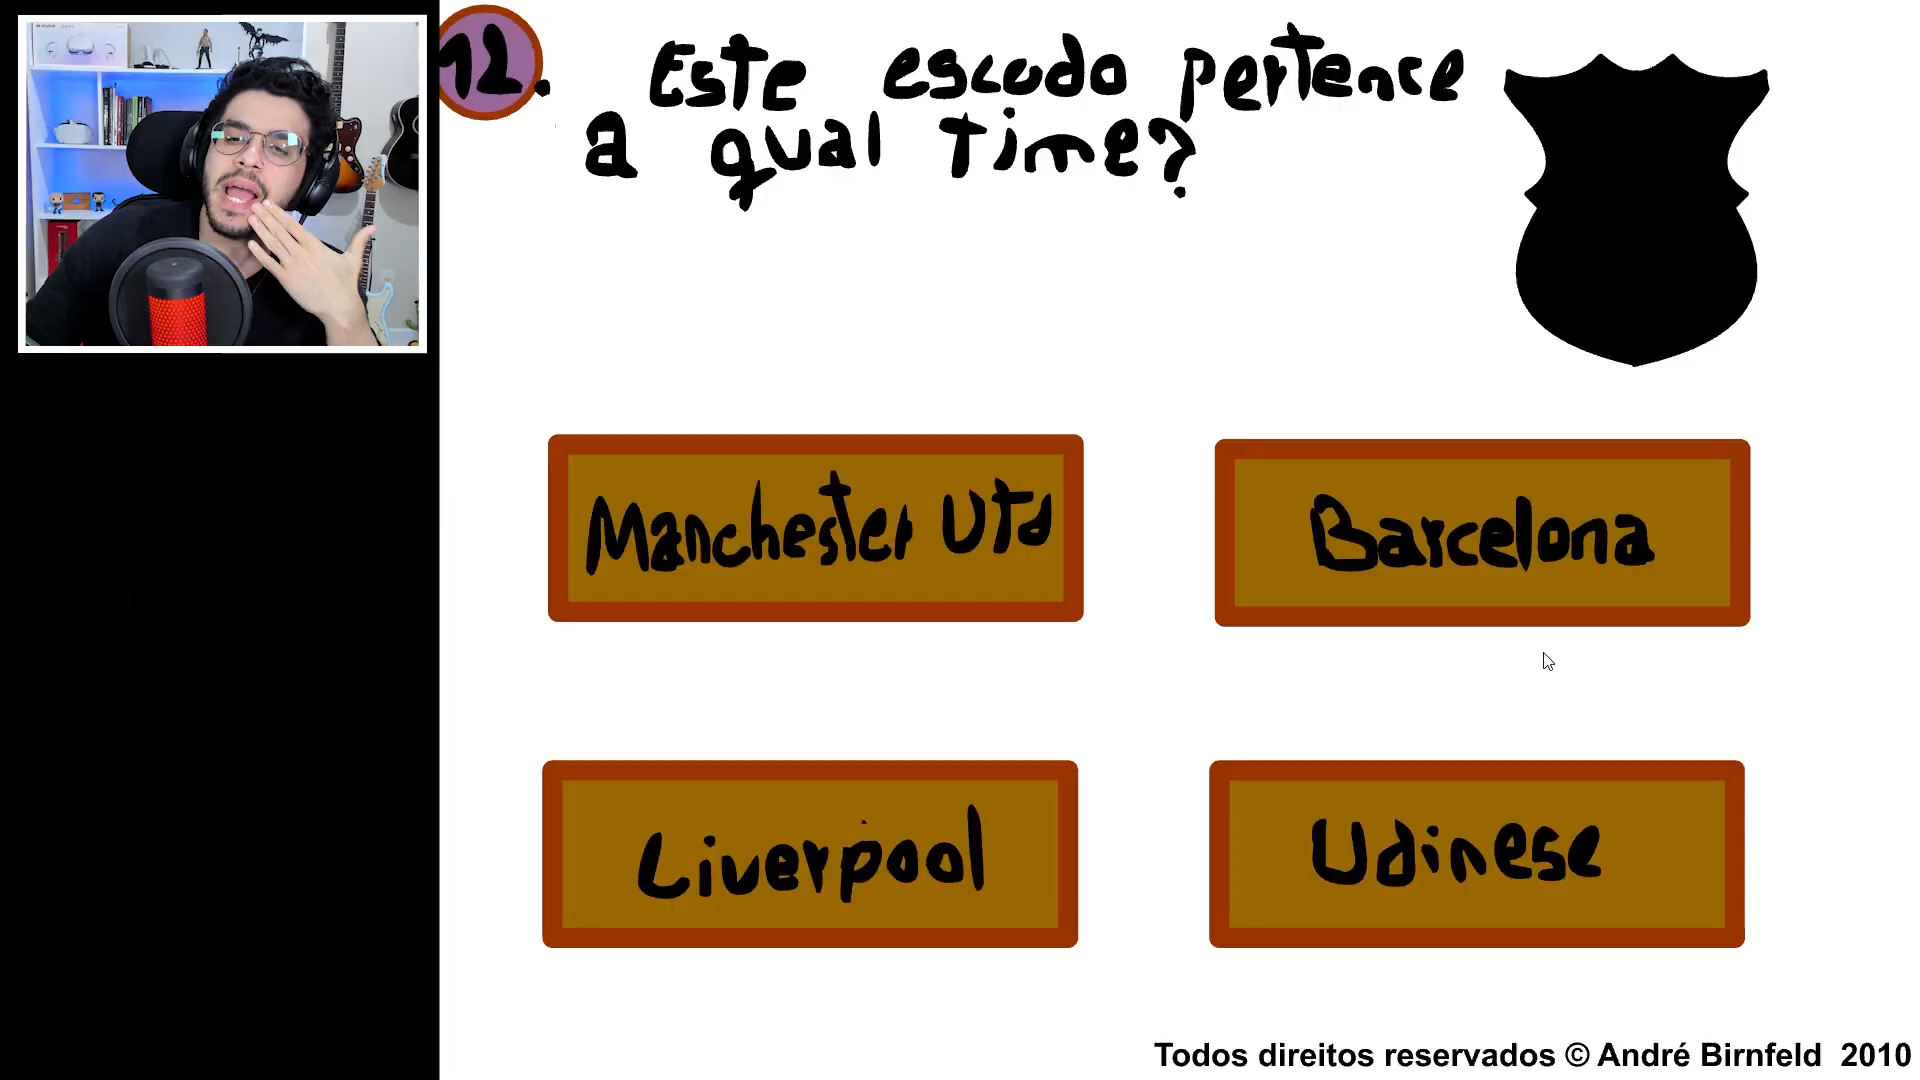 12. Este escudo pertence
a qual time?
Manchester Utd
Barcelona
Liverpool
Udinese
Todos direitos reservados © André Birnfeld 2010